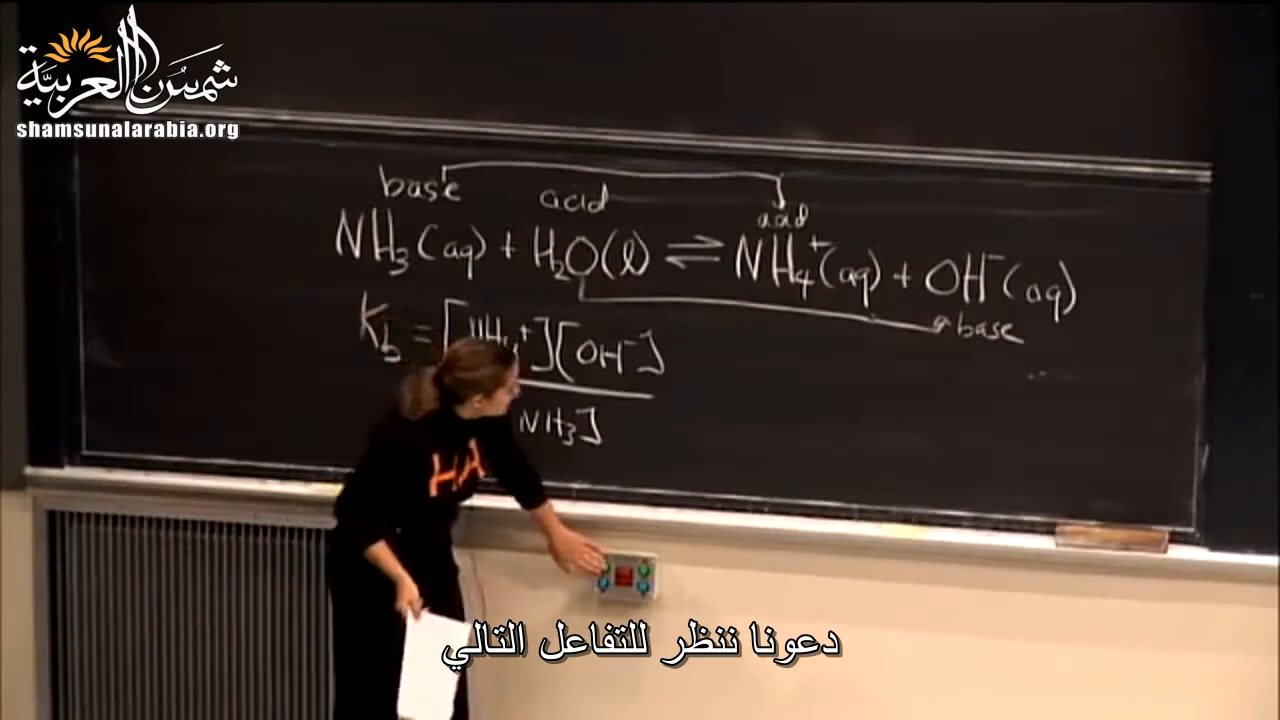 شمس العربية
shamsunalarabia.org
base acid acid
NH₃(aq) + H₂O(l) ⇌ NH₄⁺(aq) + OH⁻(aq)
base
K_b = [NH₄⁺][OH⁻]
NH₃]
HA
دعونا ننظر للتفاعل التالي